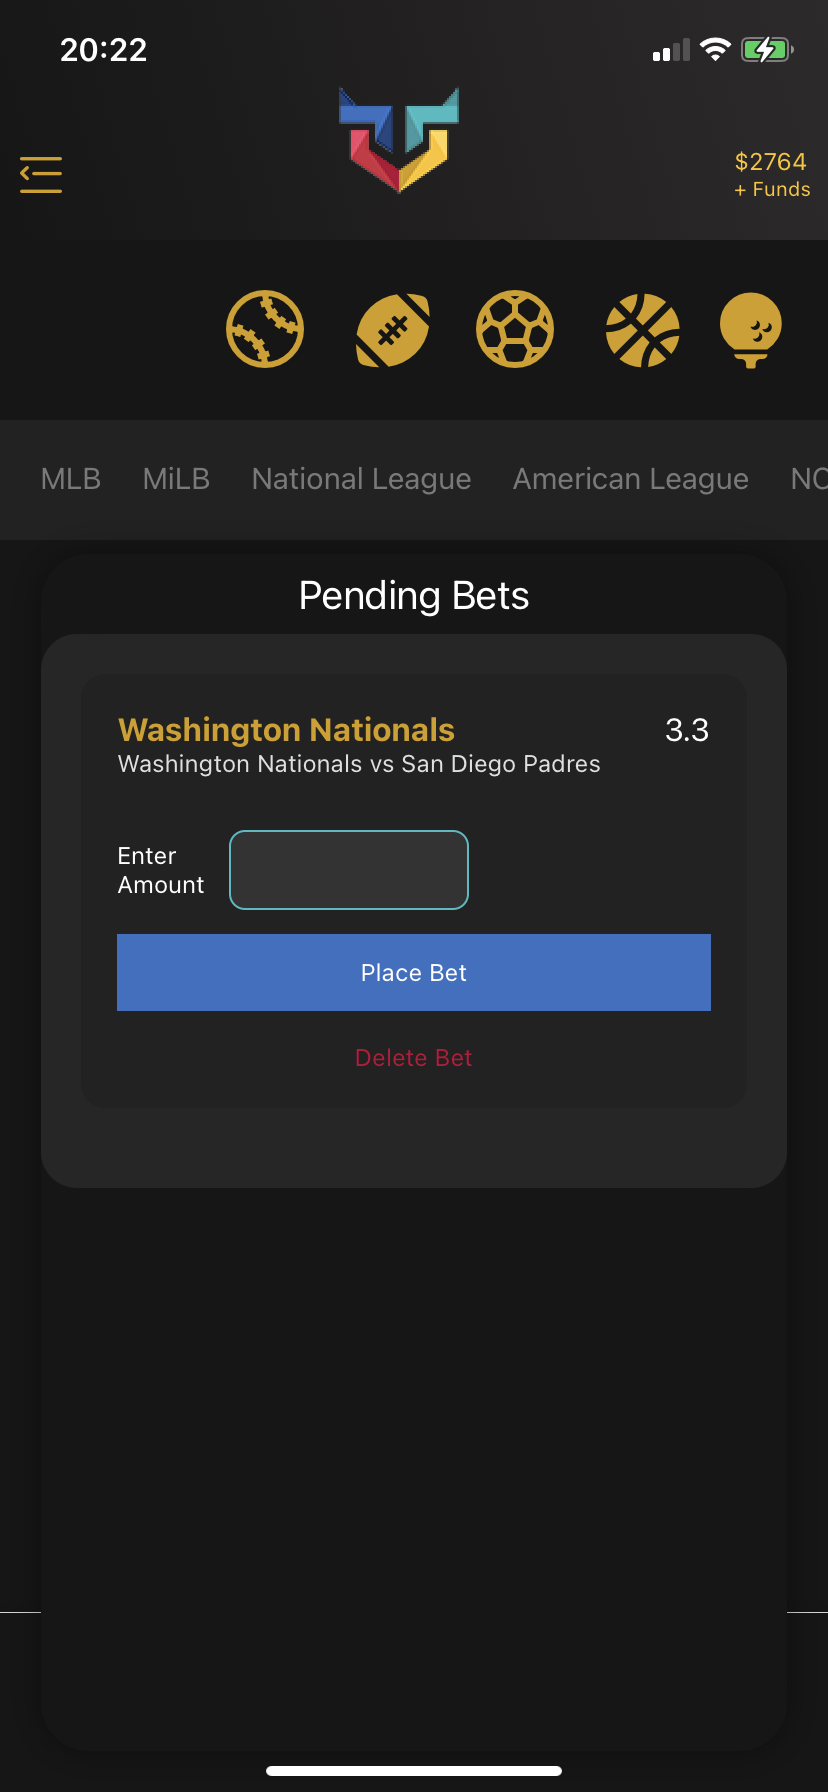 20:22
$2764
+ Funds
MLB MiLB National League American League NC
Pending Bets
Washington Nationals 3.3
Washington Nationals vs San Diego Padres
Enter
Amount
Place Bet
Delete Bet